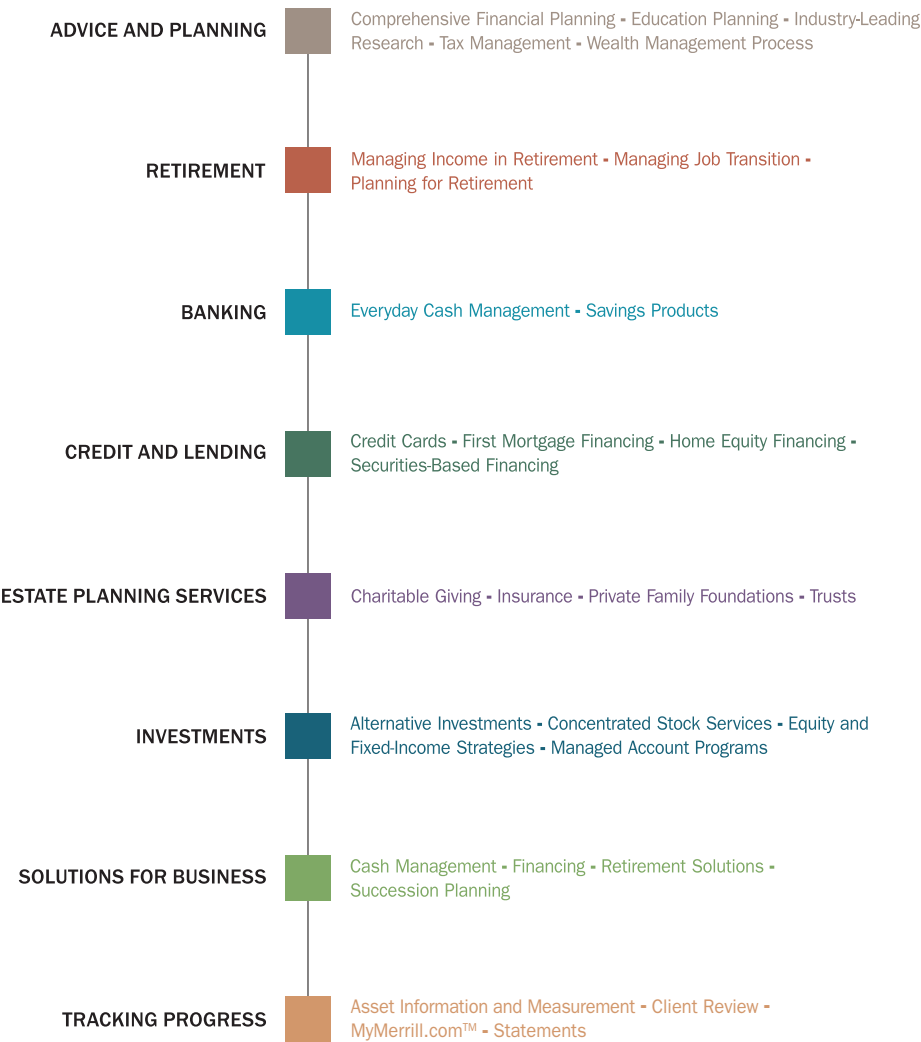 ADVICE AND PLANNING
Comprehensive Financial Planning - Education Planning - Industry-Leading
Research - Tax Management - Wealth Management Process
RETIREMENT
Managing Income in Retirement - Managing Job Transition -
Planning for Retirement
BANKING
Everyday Cash Management - Savings Products
CREDIT AND LENDING
Credit Cards - First Mortgage Financing - Home Equity Financing -
Securities-Based Financing
ESTATE PLANNING SERVICES
Charitable Giving - Insurance - Private Family Foundations - Trusts
INVESTMENTS
Alternative Investments - Concentrated Stock Services - Equity and
Fixed-Income Strategies - Managed Account Programs
SOLUTIONS FOR BUSINESS
Cash Management - Financing - Retirement Solutions -
Succession Planning
TRACKING PROGRESS
Asset Information and Measurement - Client Review -
MyMerrill.com™ - Statements